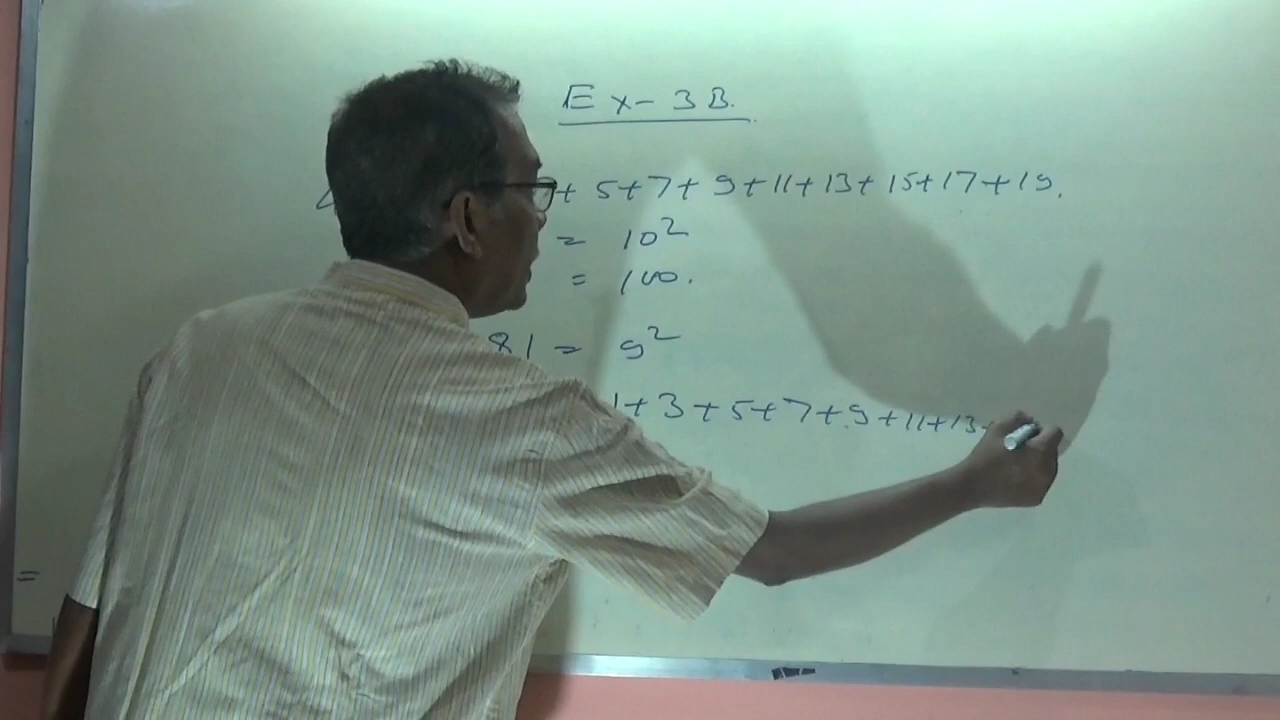 Ex-3B.
+ 5+7+9+11+13+15+17+19.
= 10²
= 100.
81 = 9²
1+3+5+7+9+11+13+
=